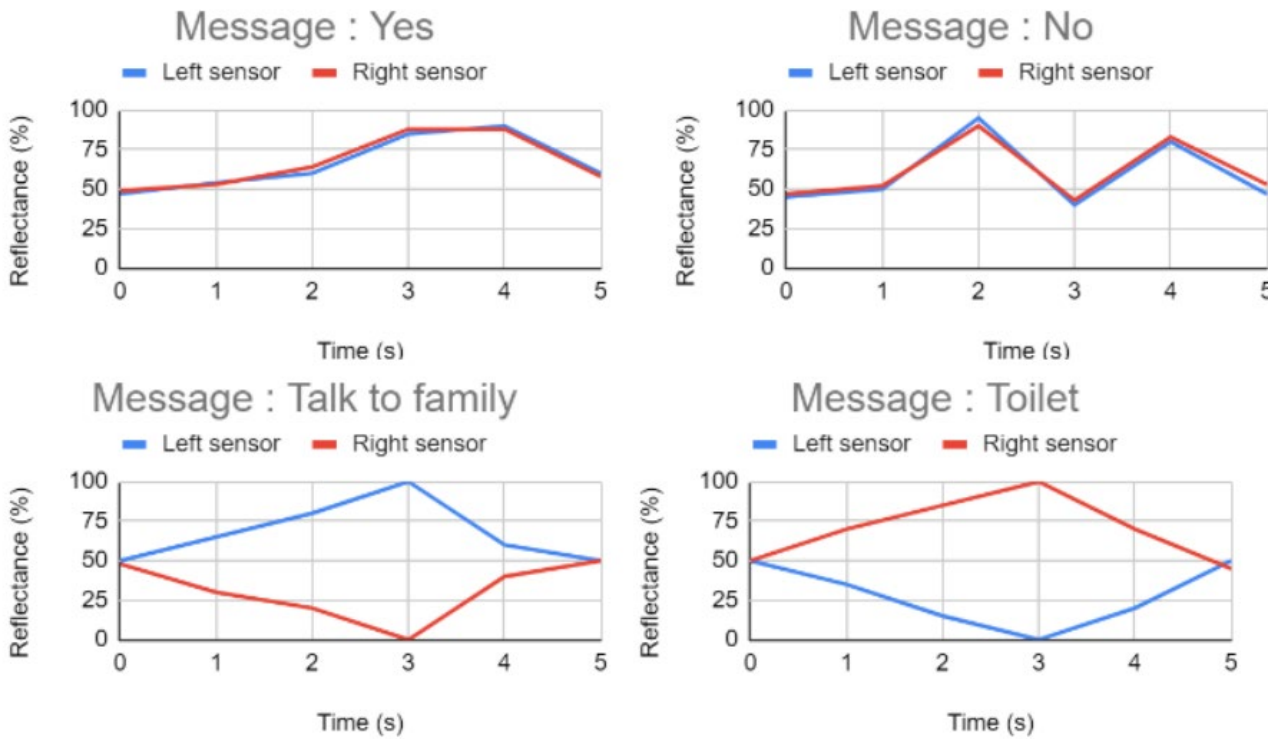 Message : Yes
Left sensor Right sensor
Reflectance (%)
100
75
50
25
0
0 1 2 3 4 5
Time (s)
Message : No
Left sensor Right sensor
Reflectance (%)
100
75
50
25
0
0 1 2 3 4 5
Time (s)
Message : Talk to family
Left sensor Right sensor
Reflectance (%)
100
75
50
25
0
0 1 2 3 4 5
Time (s)
Message : Toilet
Left sensor Right sensor
Reflectance (%)
100
75
50
25
0
0 1 2 3 4 5
Time (s)